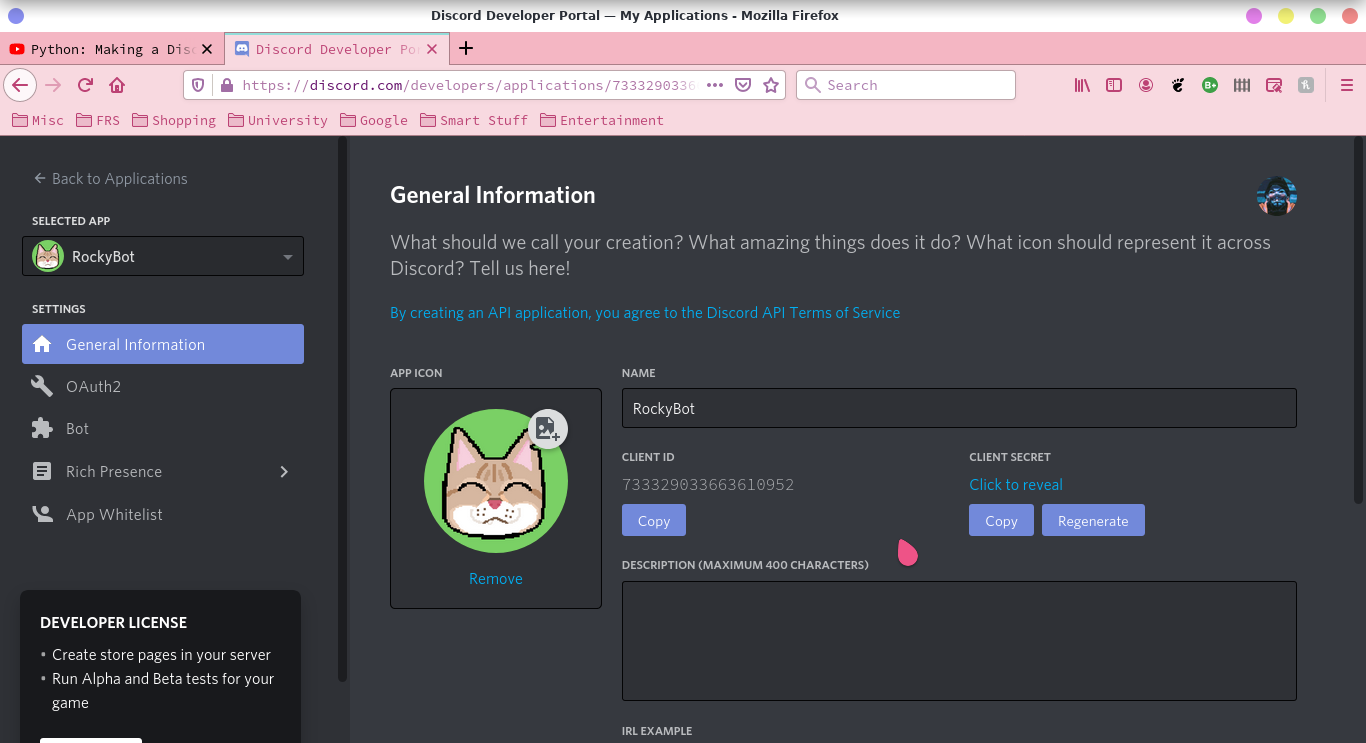 Discord Developer Portal — My Applications - Mozilla Firefox
Python: Making a Disc
Discord Developer Po
https://discord.com/developers/applications/7333290336
Search
Misc
FRS
Shopping
University
Google
Smart Stuff
Entertainment
Back to Applications
SELECTED APP
RockyBot
SETTINGS
General Information
OAuth2
Bot
Rich Presence
App Whitelist
DEVELOPER LICENSE
• Create store pages in your server
• Run Alpha and Beta tests for your
game
General Information
What should we call your creation? What amazing things does it do? What icon should represent it across
Discord? Tell us here!
By creating an API application, you agree to the Discord API Terms of Service
APP ICON
Remove
NAME
RockyBot
CLIENT ID
733329033663610952
Copy
CLIENT SECRET
Click to reveal
Copy
Regenerate
DESCRIPTION (MAXIMUM 400 CHARACTERS)
IRL EXAMPLE